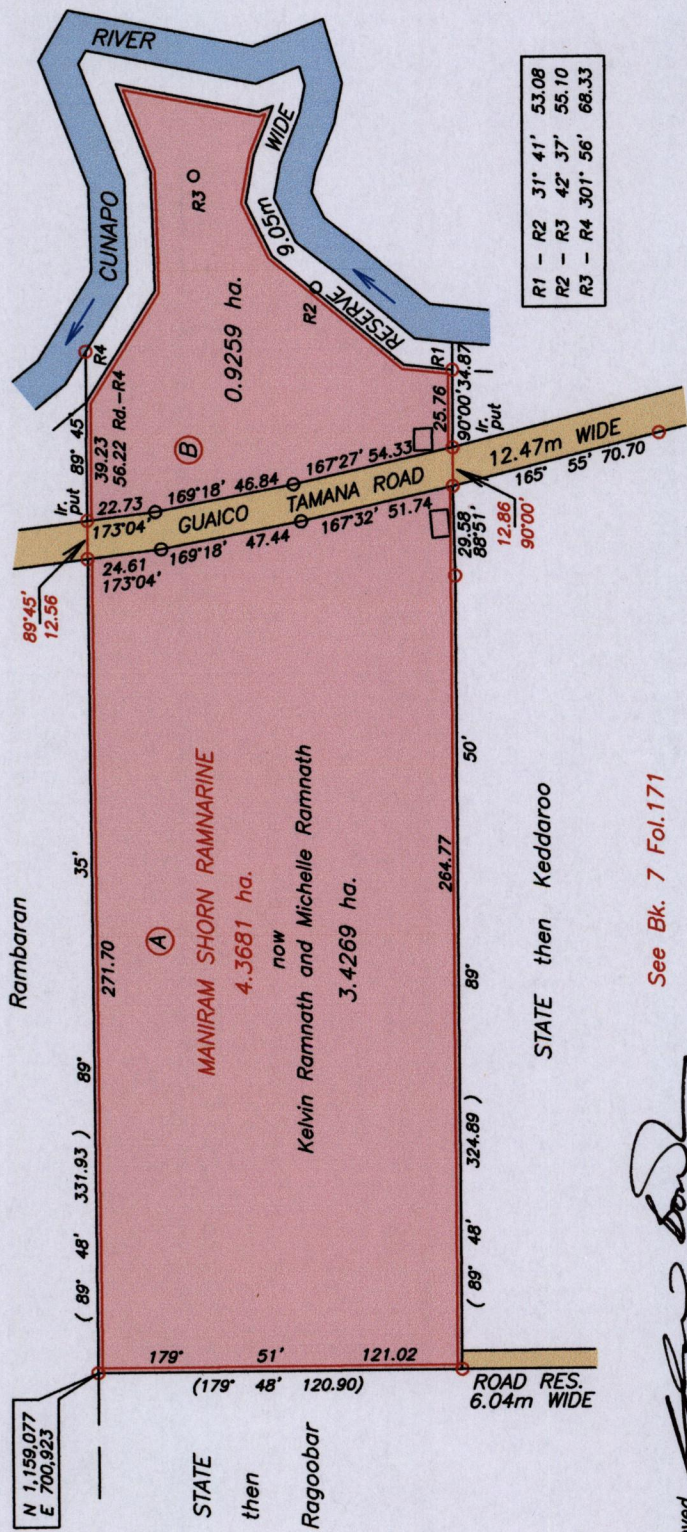 N 1,159,077
E 700,923
STATE
then
Ragoobar
Rambaran
( 89° 48' 331.93 ) 89° 35'
271.70
179° 51' 121.02
(179° 48' 120.90)
ROAD RES.
6.04m WIDE
A
MANIRAM SHORN RAMNARINE
4.3681 ha.
now
Kelvin Ramnath and Michelle Ramnath
3.4269 ha.
( 89° 48' 324.89 ) 89° 50'
264.77
STATE then Keddaroo
See Bk. 7 Fol.171
89°45'
12.56
24.61
173°04'
169°18' 47.44
167°32' 51.74
29.58
88°51'
GUAICO TAMANA ROAD
12.47m WIDE
165° 55' 70.70
12.86
90°00'
Ir.
put
89° 45'
39.23
56.22 Rd.-R4
22.73
173°04'
169°18' 46.84
167°27' 54.33
25.76
90°00' 34.87
Ir.
put
B
0.9259 ha.
R1
R2
R3
R4
CUNAPO RIVER
RESERVE 9.05m WIDE
R1 - R2 31° 41' 53.08
R2 - R3 42° 37' 55.10
R3 - R4 301° 56' 68.33